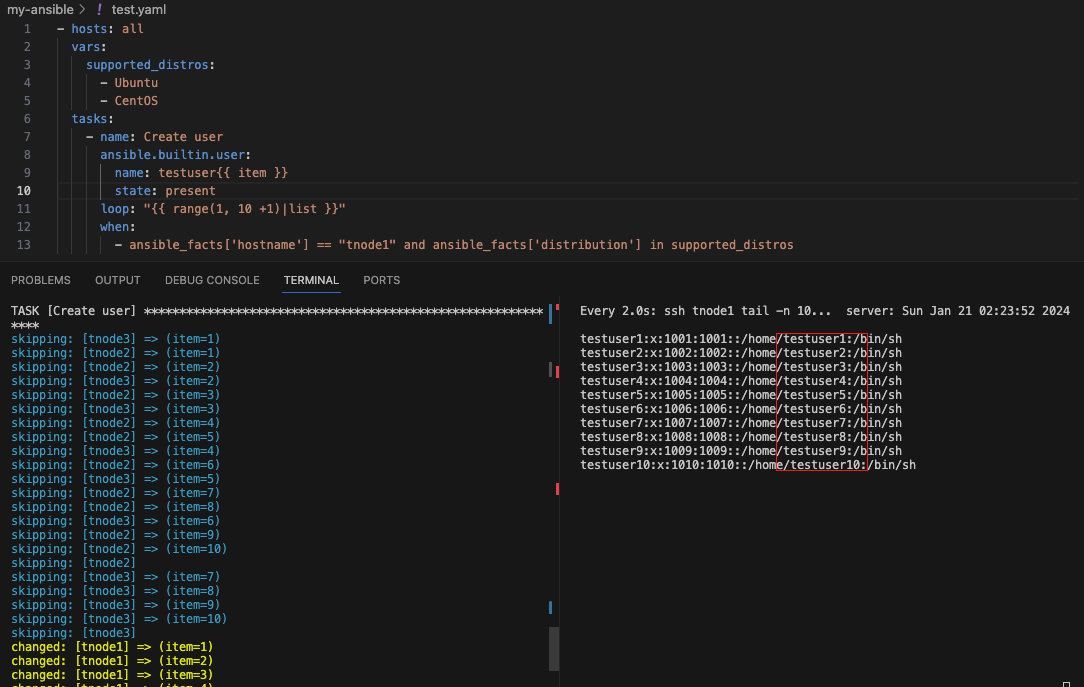 my-ansible > ! test.yaml
1 - hosts: all
2 vars:
3 supported_distros:
4 - Ubuntu
5 - CentOS
6 tasks:
7 - name: Create user
8 ansible.builtin.user:
9 name: testuser{{ item }}
10 state: present
11 loop: "{{ range(1, 10 +1)|list }}"
12 when:
13 - ansible_facts['hostname'] == "tnode1" and ansible_facts['distribution'] in supported_distros
PROBLEMS OUTPUT DEBUG CONSOLE TERMINAL PORTS
TASK [Create user] ********************************************************
****
skipping: [tnode3] => (item=1)
skipping: [tnode2] => (item=1)
skipping: [tnode2] => (item=2)
skipping: [tnode3] => (item=2)
skipping: [tnode2] => (item=3)
skipping: [tnode3] => (item=3)
skipping: [tnode2] => (item=4)
skipping: [tnode2] => (item=5)
skipping: [tnode3] => (item=4)
skipping: [tnode2] => (item=6)
skipping: [tnode3] => (item=5)
skipping: [tnode2] => (item=7)
skipping: [tnode2] => (item=8)
skipping: [tnode3] => (item=6)
skipping: [tnode2] => (item=9)
skipping: [tnode2] => (item=10)
skipping: [tnode2]
skipping: [tnode3] => (item=7)
skipping: [tnode3] => (item=8)
skipping: [tnode3] => (item=9)
skipping: [tnode3] => (item=10)
skipping: [tnode3]
changed: [tnode1] => (item=1)
changed: [tnode1] => (item=2)
changed: [tnode1] => (item=3)
changed: [tnode1] => (item=4)
Every 2.0s: ssh tnode1 tail -n 10... server: Sun Jan 21 02:23:52 2024
testuser1:x:1001:1001::/home/testuser1:/bin/sh
testuser2:x:1002:1002::/home/testuser2:/bin/sh
testuser3:x:1003:1003::/home/testuser3:/bin/sh
testuser4:x:1004:1004::/home/testuser4:/bin/sh
testuser5:x:1005:1005::/home/testuser5:/bin/sh
testuser6:x:1006:1006::/home/testuser6:/bin/sh
testuser7:x:1007:1007::/home/testuser7:/bin/sh
testuser8:x:1008:1008::/home/testuser8:/bin/sh
testuser9:x:1009:1009::/home/testuser9:/bin/sh
testuser10:x:1010:1010::/home/testuser10:/bin/sh